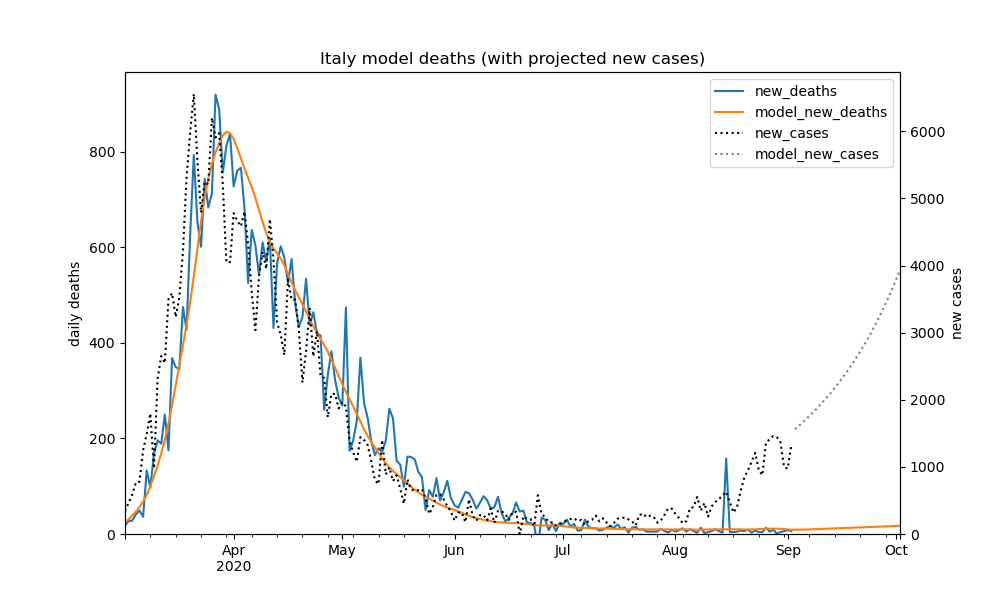 Italy model deaths (with projected new cases)
new_deaths
model_new_deaths
new_cases
model_new_cases
daily deaths
800
600
400
200
0
6000
5000
4000
3000
2000
1000
0
new cases
Apr
2020
May
Jun
Jul
Aug
Sep
Oct